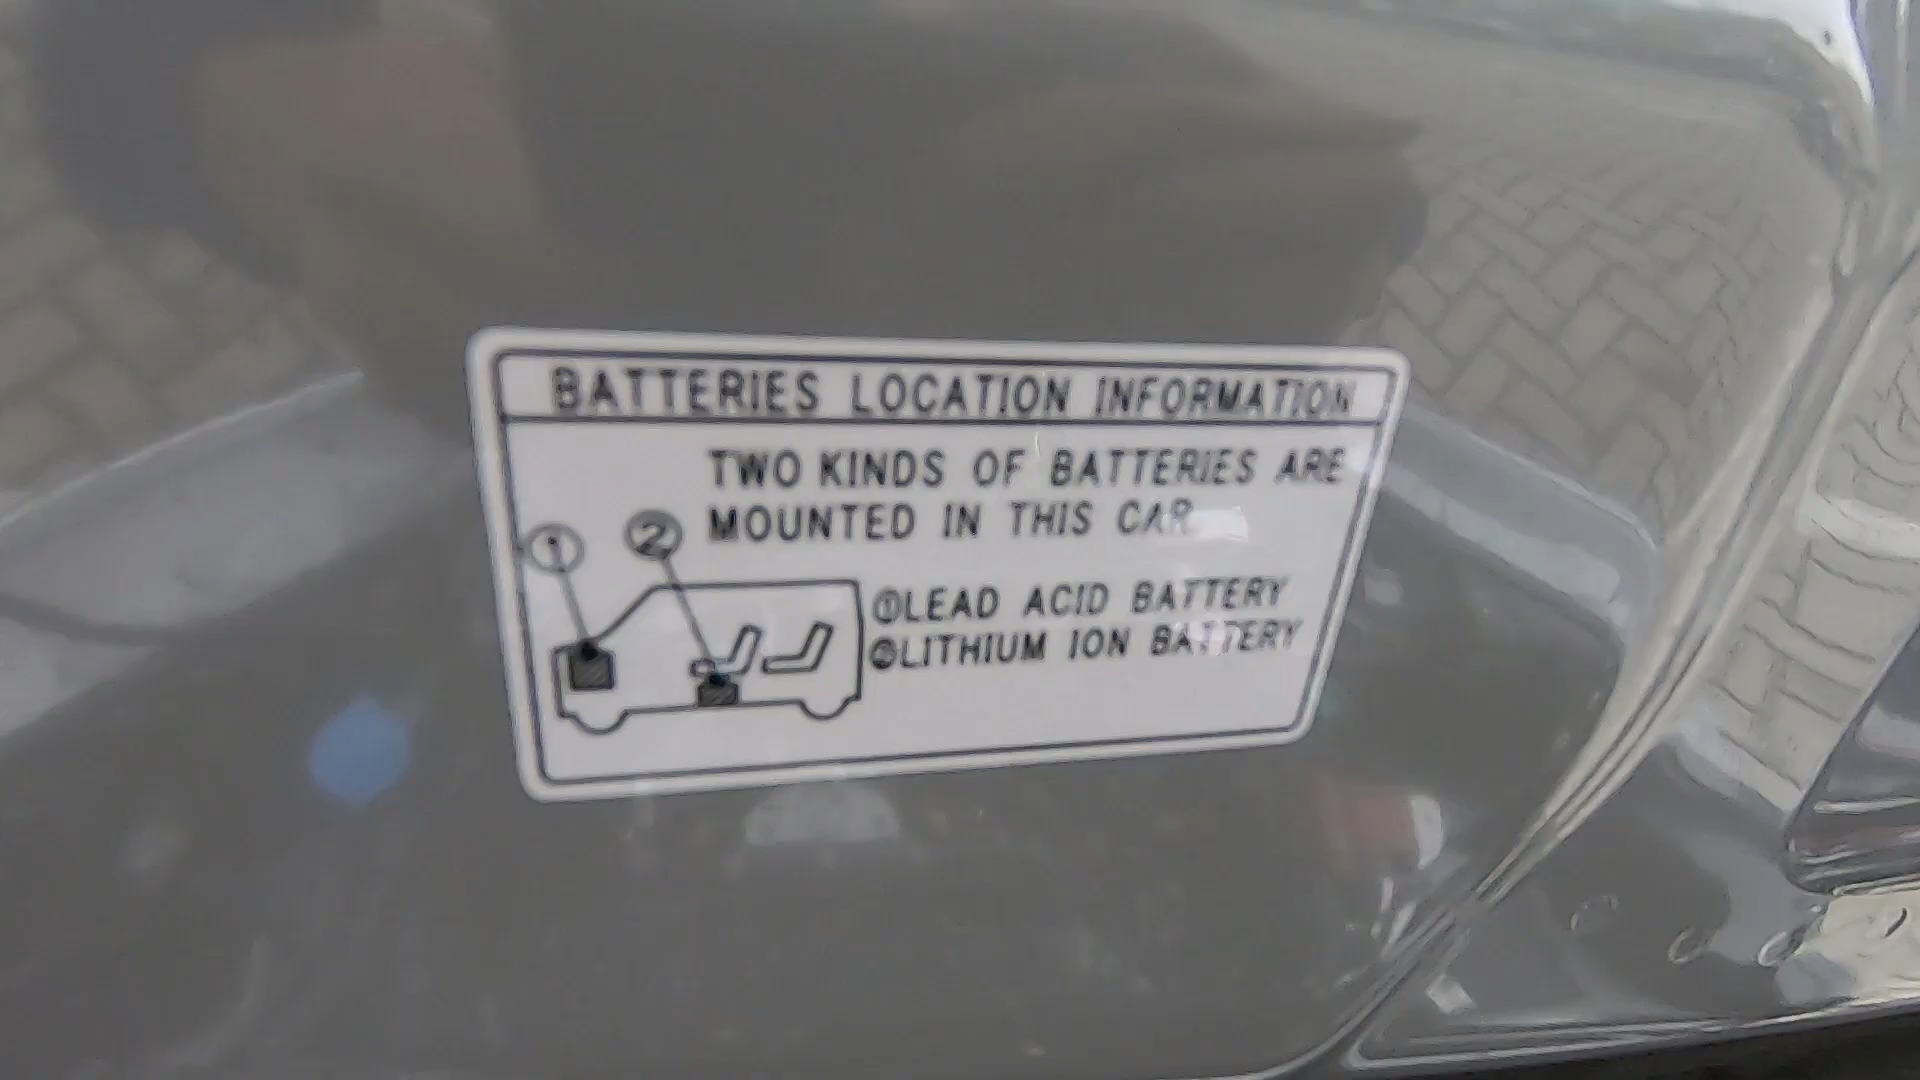 BATTERIES LOCATION INFORMATION
TWO KINDS OF BATTERIES ARE
MOUNTED IN THIS CAR
① ②
①LEAD ACID BATTERY
②LITHIUM ION BATTERY